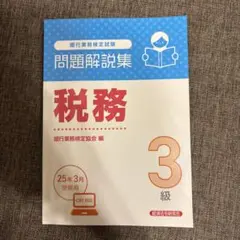 銀行業務検定試験
問題解説集
税務
銀行業務検定協会 編
3
級
25年3月
受験用
経済法令研究会